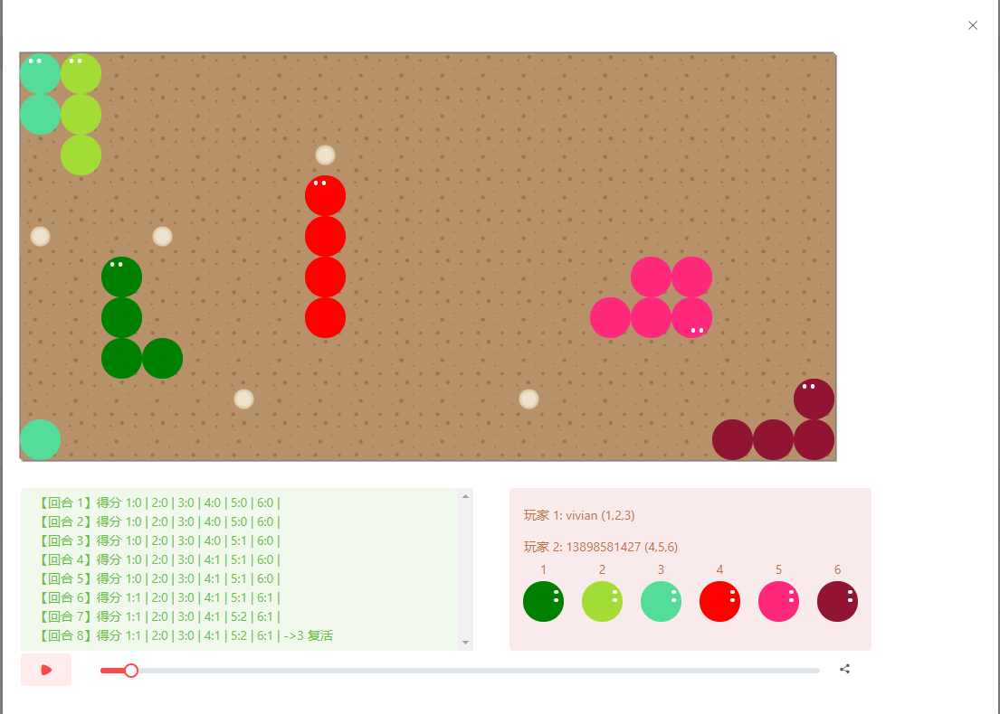 【回合 1】得分 1:0 | 2:0 | 3:0 | 4:0 | 5:0 | 6:0 |
【回合 2】得分 1:0 | 2:0 | 3:0 | 4:0 | 5:0 | 6:0 |
【回合 3】得分 1:0 | 2:0 | 3:0 | 4:0 | 5:1 | 6:0 |
【回合 4】得分 1:0 | 2:0 | 3:0 | 4:1 | 5:1 | 6:0 |
【回合 5】得分 1:0 | 2:0 | 3:0 | 4:1 | 5:1 | 6:0 |
【回合 6】得分 1:1 | 2:0 | 3:0 | 4:1 | 5:1 | 6:1 |
【回合 7】得分 1:1 | 2:0 | 3:0 | 4:1 | 5:2 | 6:1 |
【回合 8】得分 1:1 | 2:0 | 3:0 | 4:1 | 5:2 | 6:1 | ->3 复活
玩家 1: vivian (1,2,3)
玩家 2: 13898581427 (4,5,6)
1 2 3 4 5 6